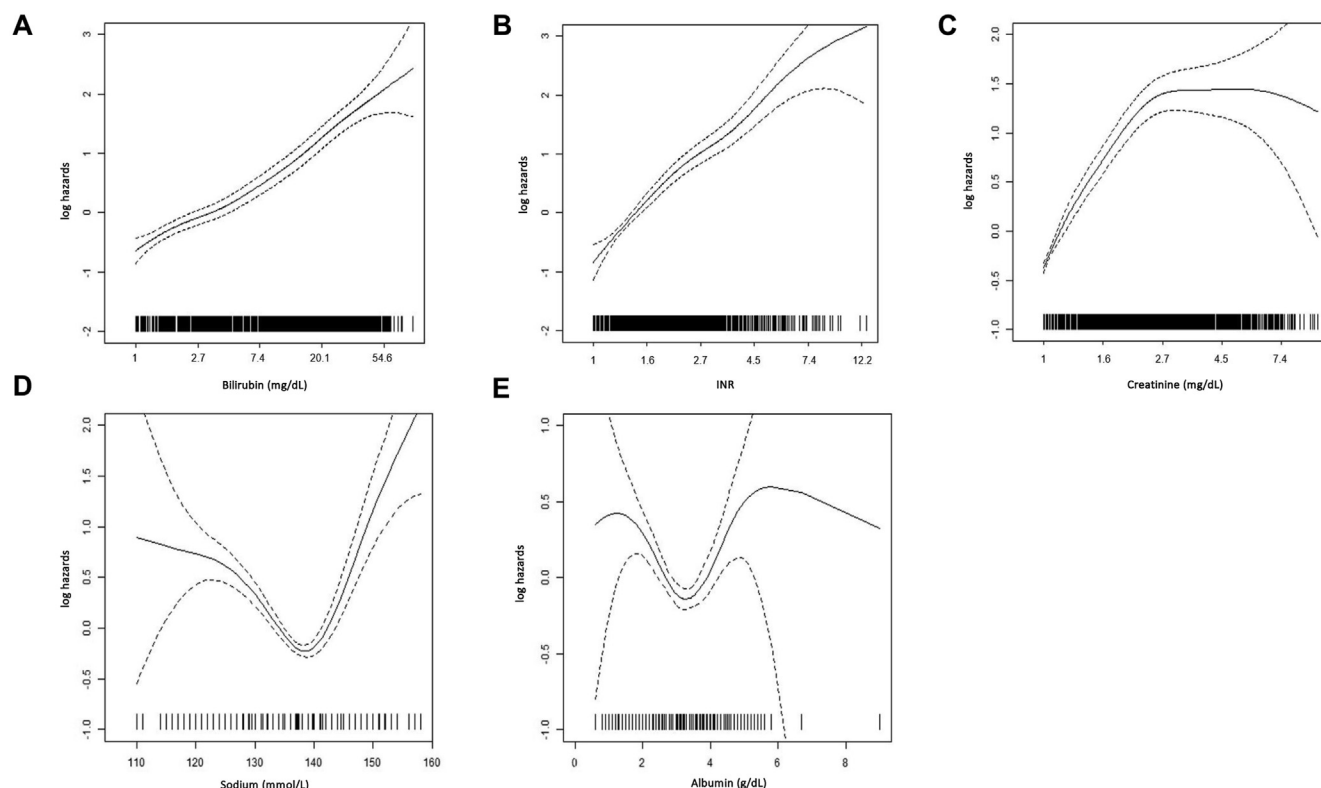 A
3
2
1
0
-1
-2
log hazards
1 2.7 7.4 20.1 54.6
Bilirubin (mg/dL)
B
3
2
1
0
-1
-2
log hazards
1 1.6 2.7 4.5 7.4 12.2
INR
C
2.0
1.5
1.0
0.5
0.0
-0.5
-1.0
log hazards
1 1.6 2.7 4.5 7.4
Creatinine (mg/dL)
D
2.0
1.5
1.0
0.5
0.0
-0.5
-1.0
log hazards
110 120 130 140 150 160
Sodium (mmol/L)
E
1.0
0.5
0.0
-0.5
-1.0
log hazards
0 2 4 6 8
Albumin (g/dL)